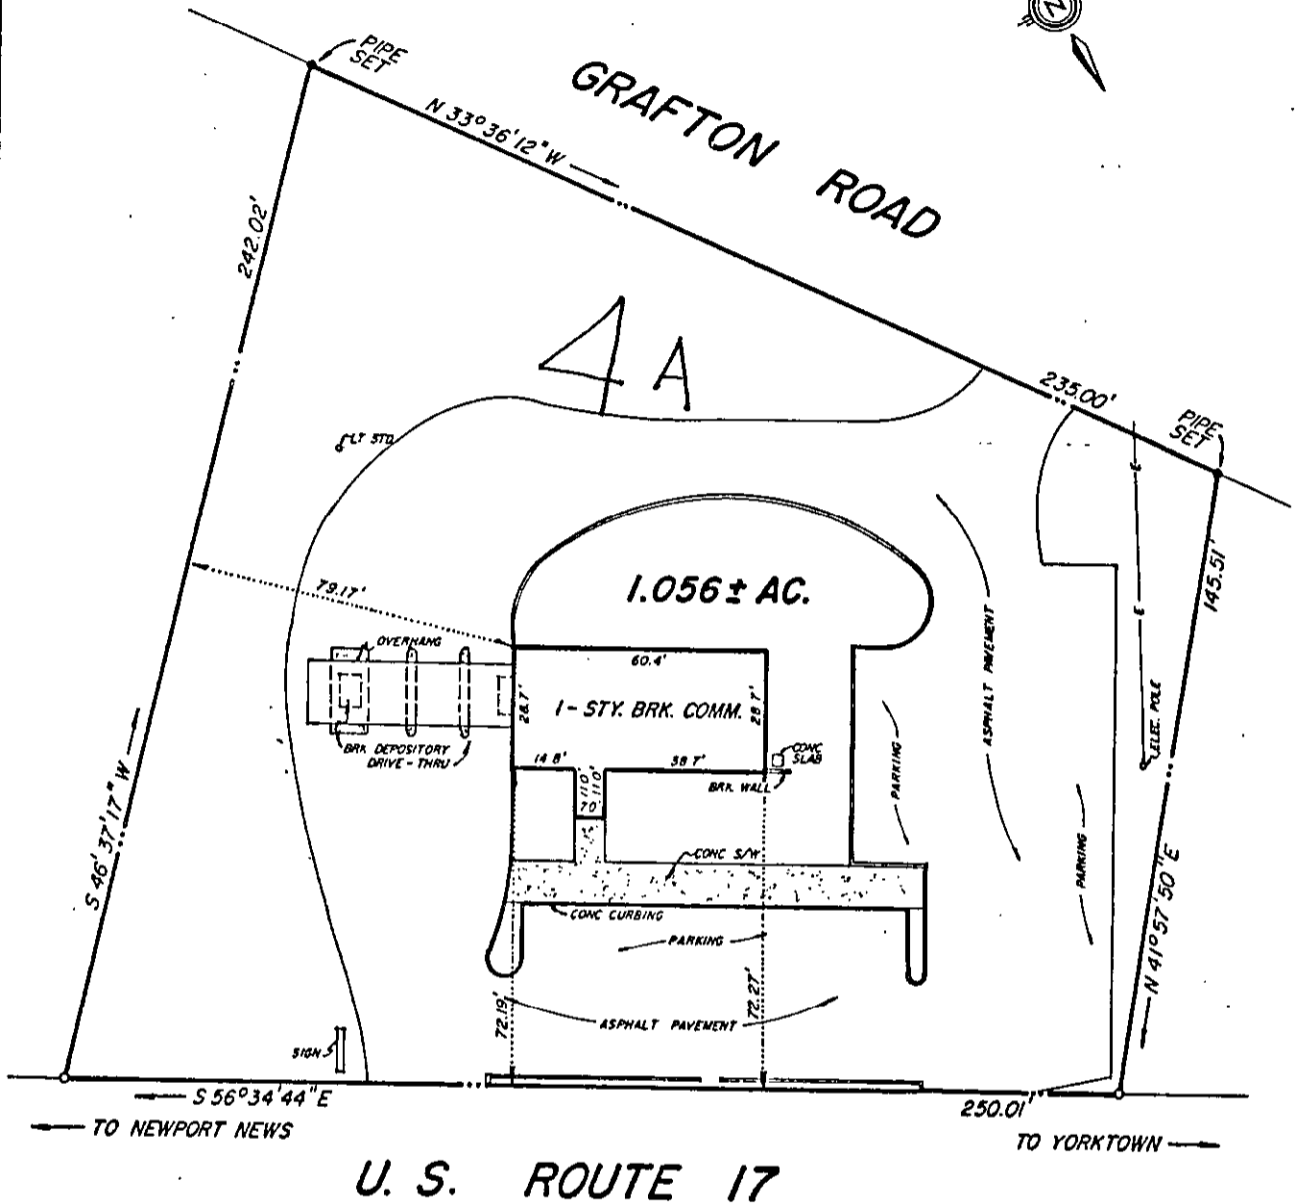 N
PIPE
SET
GRAFTON ROAD
N 33°36'12" W
242.02'
4 A
235.00'
PIPE
SET
LT STD
E
1.056 ± AC.
145.51'
79.17'
OVERHANG
60.4'
E
ASPHALT PAVEMENT
28.7'
1-STY. BRK. COMM.
28 7'
ELEC. POLE
BRK DEPOSITORY
DRIVE-THRU
14 8'
38 7'
CONC
SLAB
PARKING
11.0'
11.0'
7.0'
BRK WALL
S 46°37'17" W
CONC S/W
PARKING
N 41°57'50" E
CONC CURBING
PARKING
72.19'
72.27'
ASPHALT PAVEMENT
SIGN
S 56°34'44" E
250.01'
TO NEWPORT NEWS
TO YORKTOWN
U. S. ROUTE 17